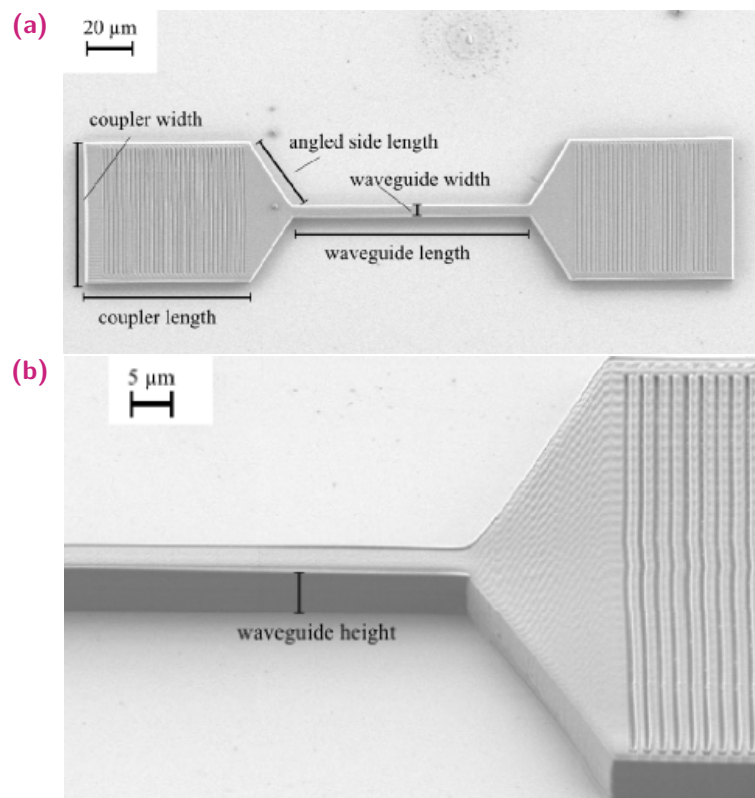 (a)
20 μm
coupler width
angled side length
waveguide width
waveguide length
coupler length
(b)
5 μm
waveguide height